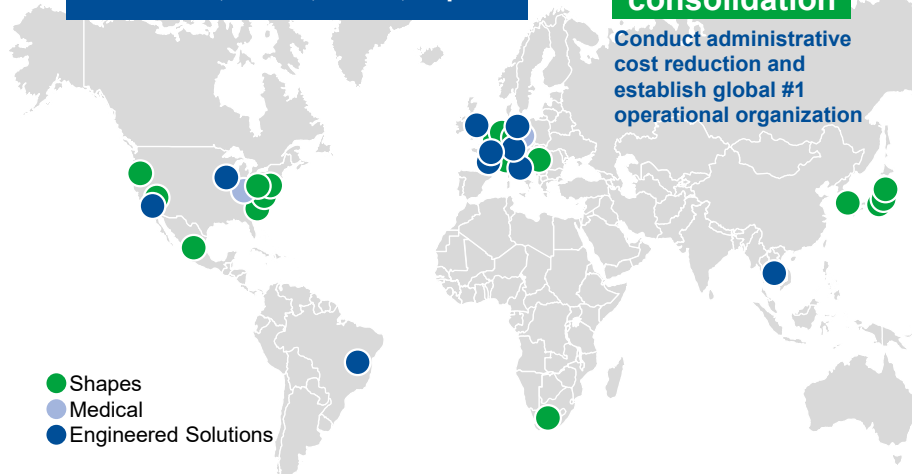 consolidation
Conduct administrative
cost reduction and
establish global #1
operational organization
Shapes
Medical
Engineered Solutions